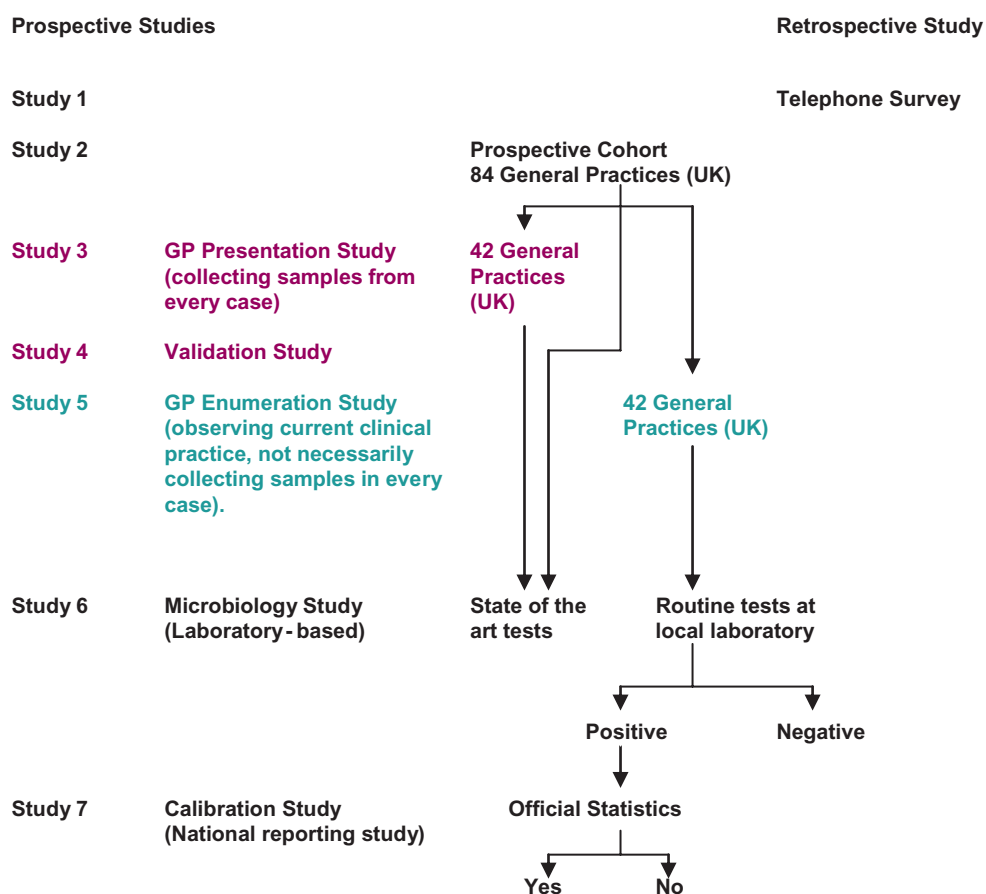 Prospective Studies
Retrospective Study
Study 1
Telephone Survey
Study 2
Prospective Cohort
84 General Practices (UK)
Study 3
GP Presentation Study
(collecting samples from
every case)
42 General
Practices
(UK)
Study 4
Validation Study
Study 5
GP Enumeration Study
(observing current clinical
practice, not necessarily
collecting samples in every
case).
42 General
Practices (UK)
Study 6
Microbiology Study
(Laboratory-based)
State of the
art tests
Routine tests at
local laboratory
Positive
Negative
Study 7
Calibration Study
(National reporting study)
Official Statistics
Yes
No